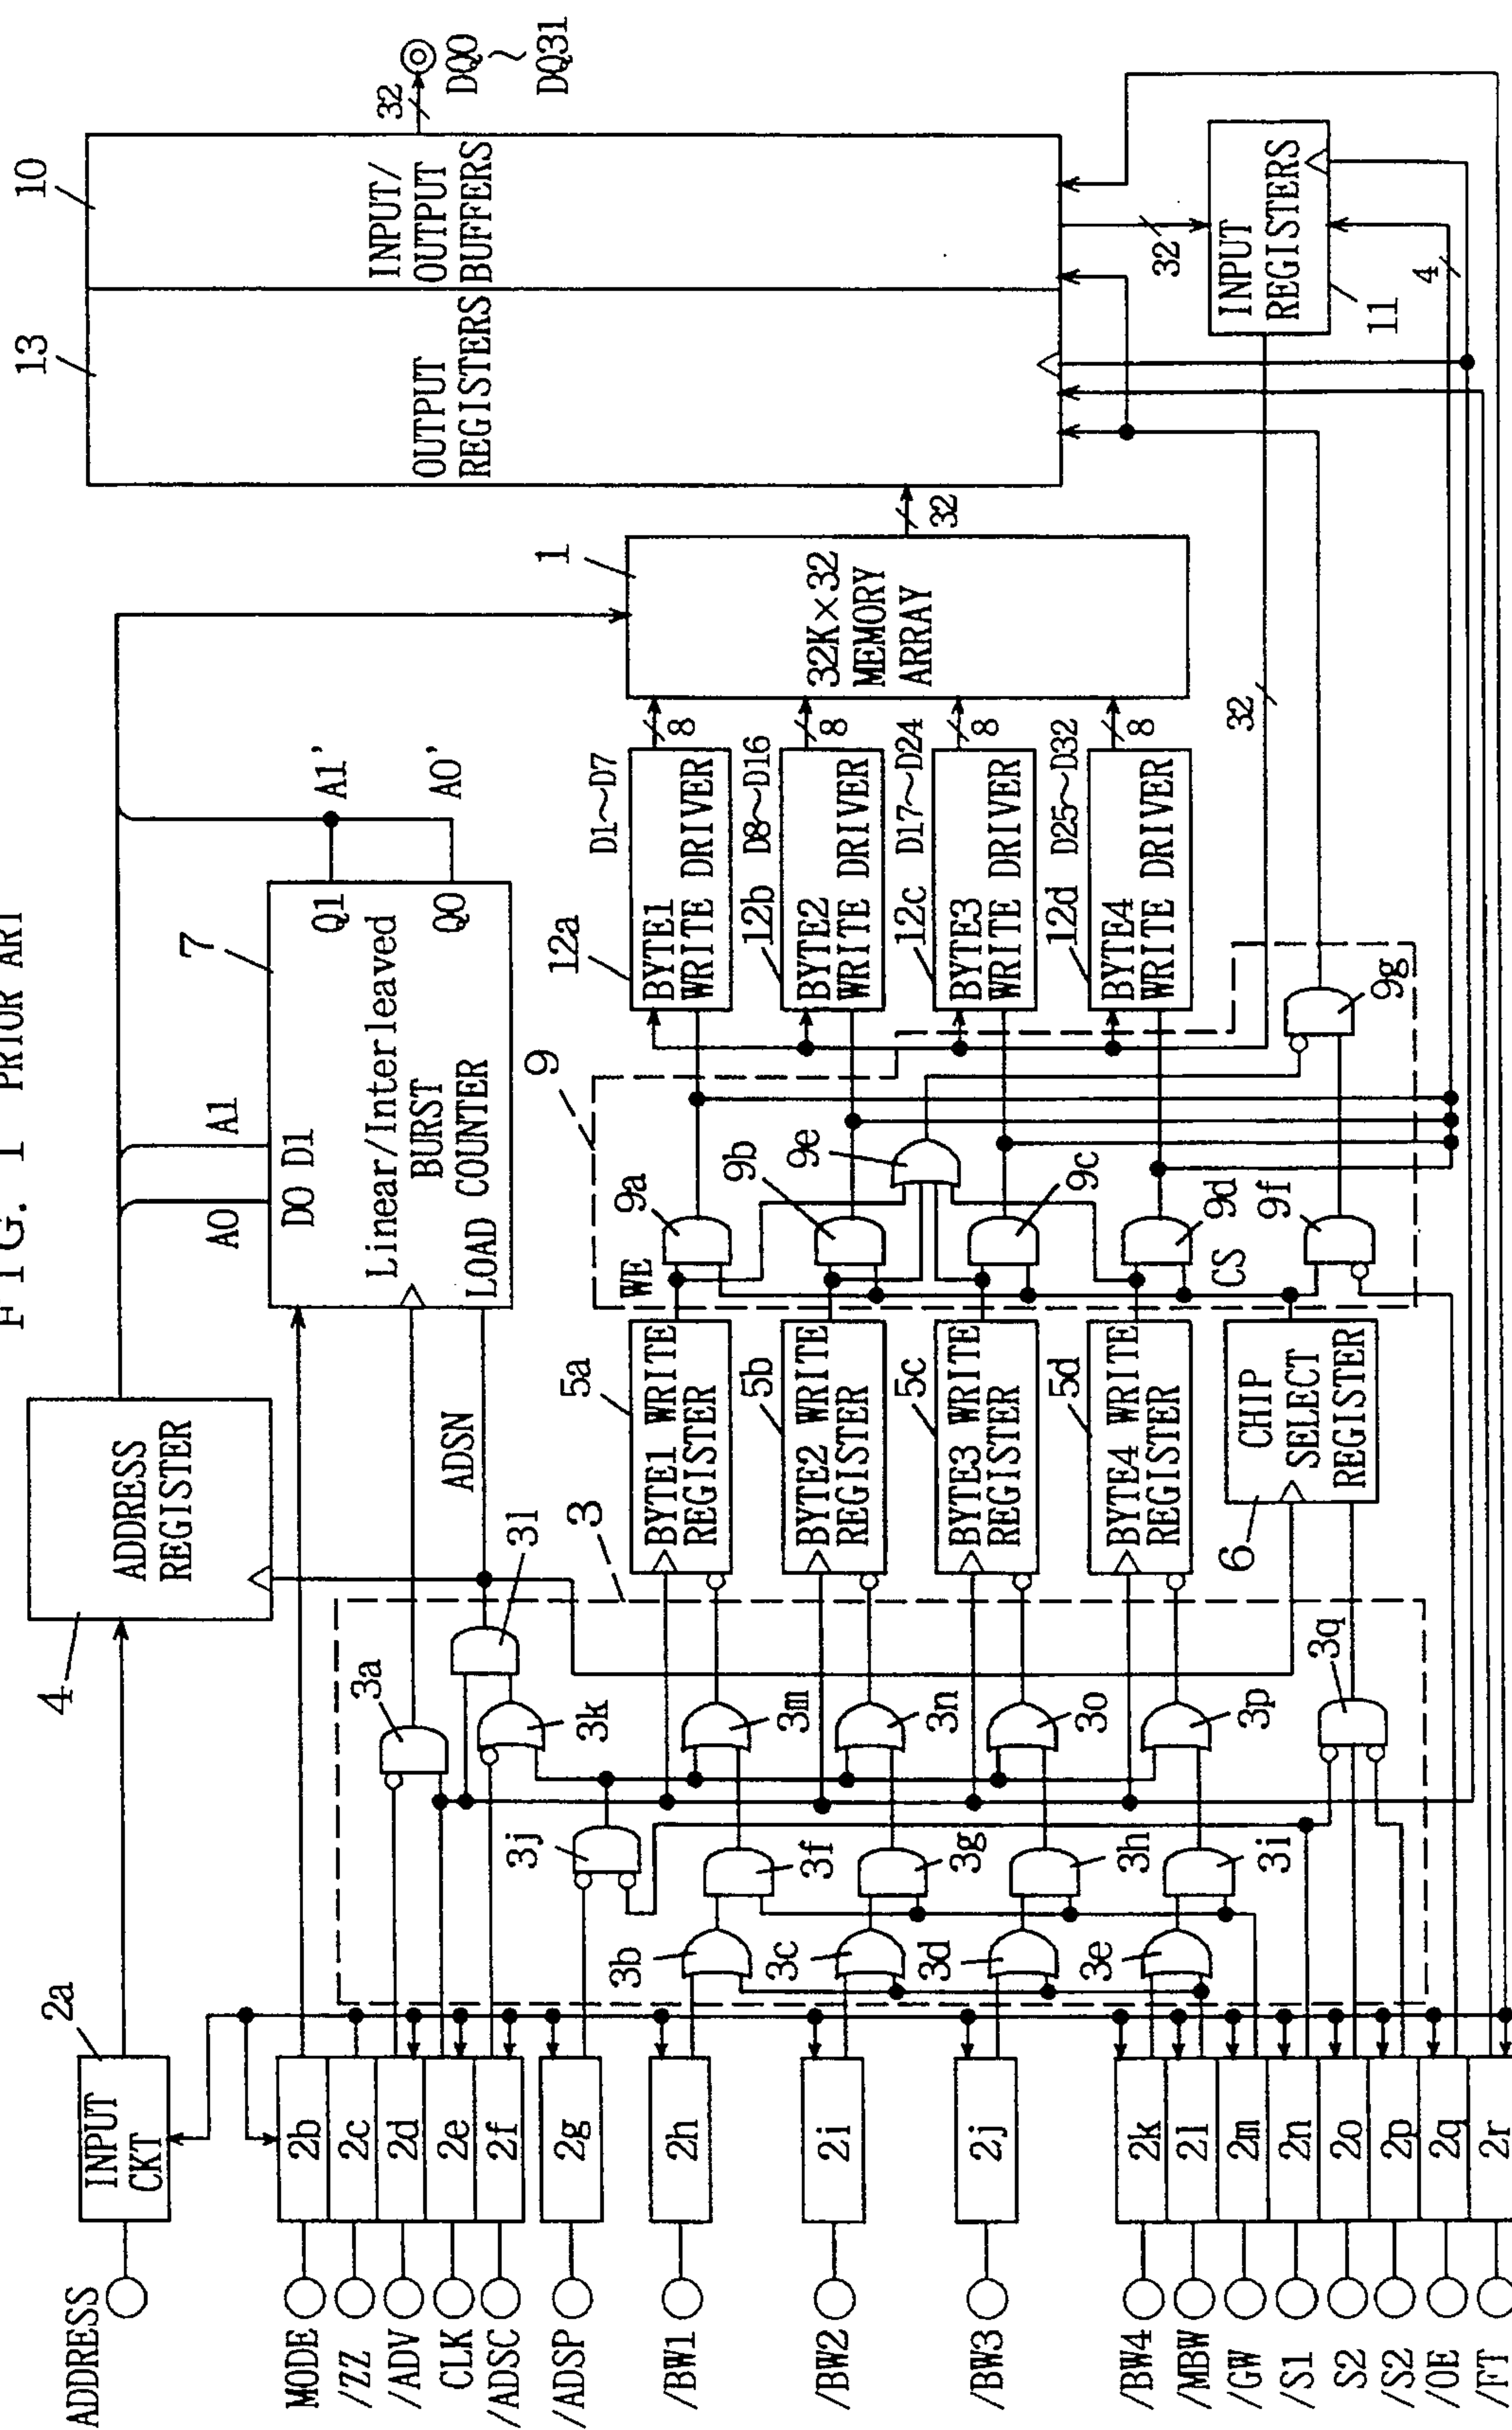 FIG. 1 PRIOR ART
ADDRESS
2a
INPUT
CKT
4
ADDRESS
REGISTER
MODE
/ZZ
/ADV
CLK
/ADSC
/ADSP
/BW1
/BW2
/BW3
/BW4
/MBW
/GW
/S1
S2
/S2
/OE
/FT
2b
2c
2d
2e
2f
2g
2h
2i
2j
2k
2l
2m
2n
2o
2p
2q
2r
3
3a
3b
3c
3d
3e
3f
3g
3h
3i
3j
3k
3l
3m
3n
3o
3p
3q
ADSN
A0
A1
7
D0 D1
Linear/Interleaved
BURST
LOAD COUNTER
Q1
Q0
A1'
A0'
5a
BYTE1 WRITE
REGISTER
5b
BYTE2 WRITE
REGISTER
5c
BYTE3 WRITE
REGISTER
5d
BYTE4 WRITE
REGISTER
6
CHIP
SELECT
REGISTER
9
WE
CS
9a
9b
9c
9d
9e
9f
9g
12a
BYTE1
WRITE DRIVER
D1~D7
8
12b
BYTE2
WRITE DRIVER
D8~D16
8
12c
BYTE3
WRITE DRIVER
D17~D24
8
12d
BYTE4
WRITE DRIVER
D25~D32
8
1
32K×32
MEMORY
ARRAY
32
32
13
OUTPUT
REGISTERS
10
INPUT/
OUTPUT
BUFFERS
32
DQ0
~
DQ31
32
INPUT
REGISTERS
11
4